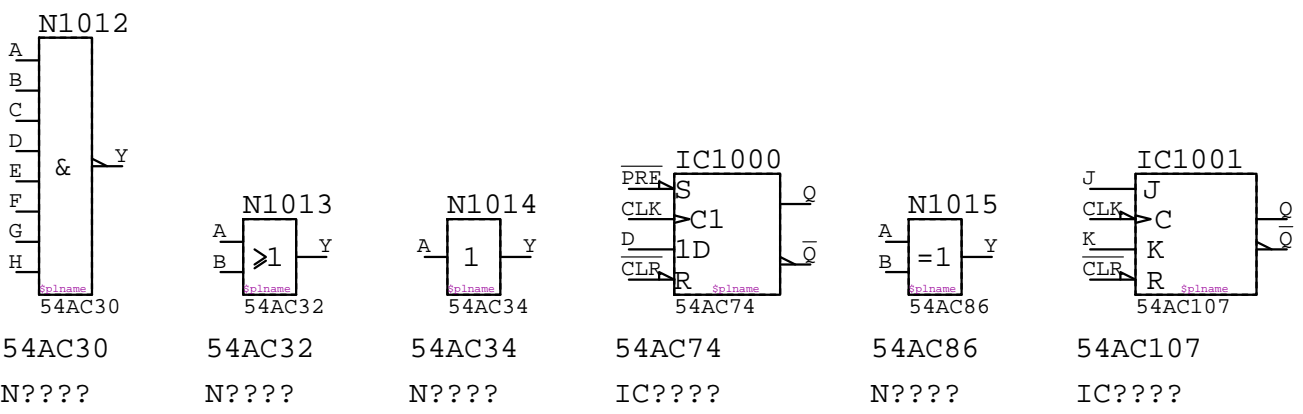 N1012
A
B
C
D
E
F
G
H
&
Y
$plname
54AC30
54AC30
N????
N1013
A
B
≥1
Y
$plname
54AC32
54AC32
N????
N1014
A
1
Y
$plname
54AC34
54AC34
N????
IC1000
PRE
CLK
D
CLR
S
C1
1D
R
Q
Q
$plname
54AC74
54AC74
IC????
N1015
A
B
=1
Y
$plname
54AC86
54AC86
N????
IC1001
J
CLK
K
CLR
J
C
K
R
Q
Q
$plname
54AC107
54AC107
IC????